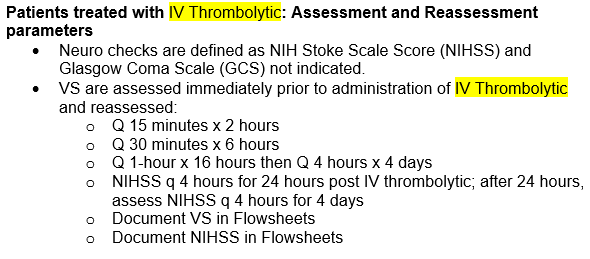 Patients treated with IV Thrombolytic: Assessment and Reassessment
parameters
• Neuro checks are defined as NIH Stoke Scale Score (NIHSS) and
Glasgow Coma Scale (GCS) not indicated.
• VS are assessed immediately prior to administration of IV Thrombolytic
and reassessed:
o Q 15 minutes x 2 hours
o Q 30 minutes x 6 hours
o Q 1-hour x 16 hours then Q 4 hours x 4 days
o NIHSS q 4 hours for 24 hours post IV thrombolytic; after 24 hours,
assess NIHSS q 4 hours for 4 days
o Document VS in Flowsheets
o Document NIHSS in Flowsheets